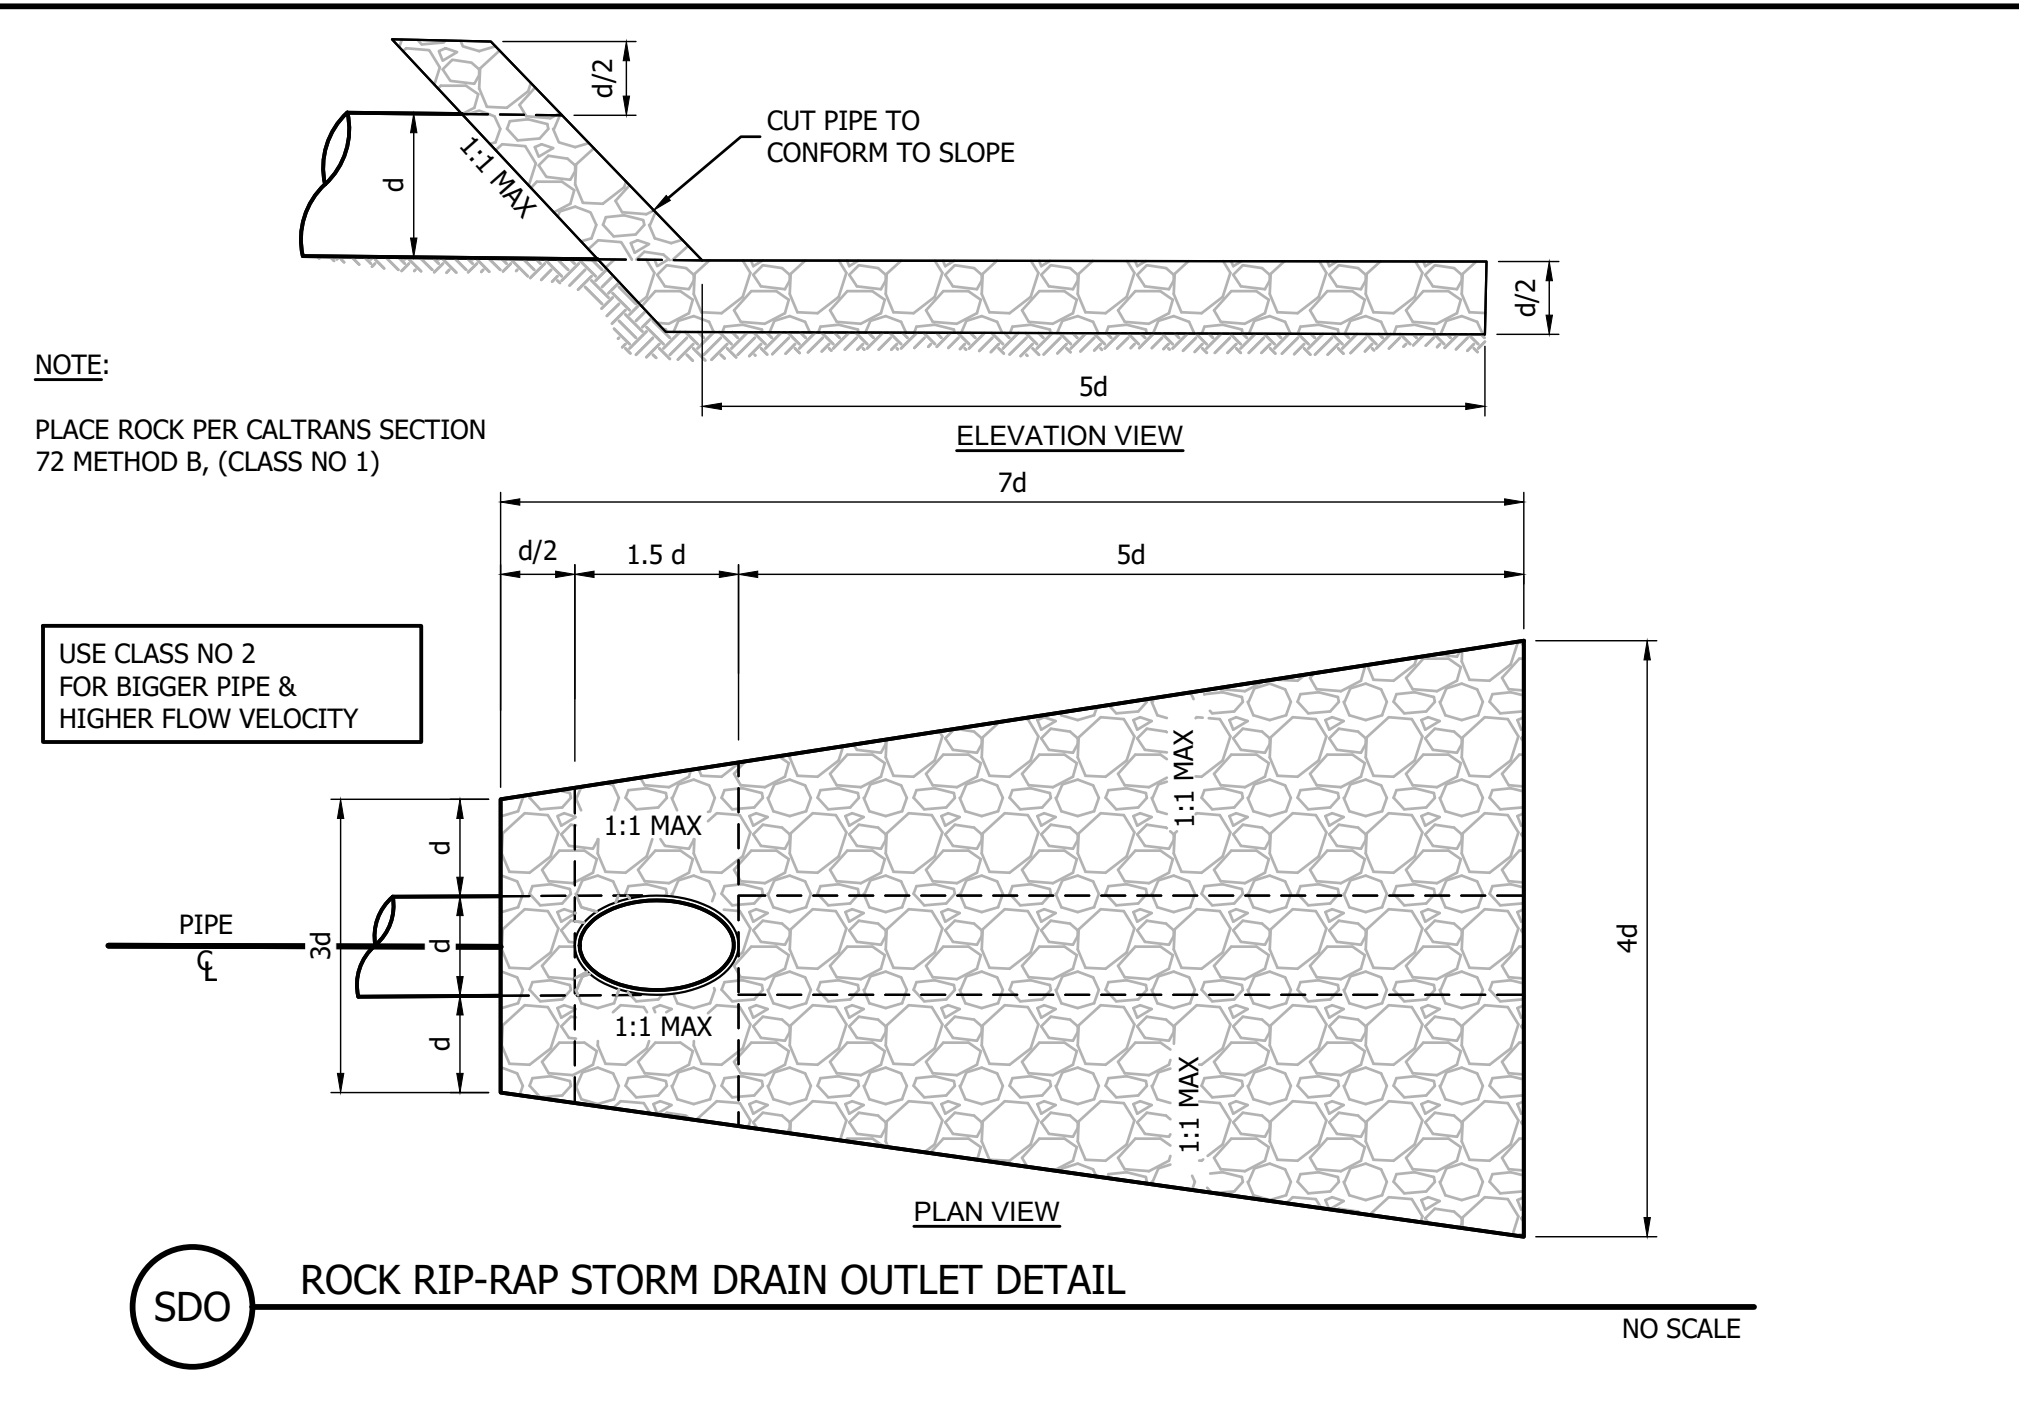 d/2
CUT PIPE TO
CONFORM TO SLOPE
d
1:1 MAX
d/2
5d
ELEVATION VIEW
NOTE:
PLACE ROCK PER CALTRANS SECTION
72 METHOD B, (CLASS NO 1)
7d
d/2
1.5 d
5d
USE CLASS NO 2
FOR BIGGER PIPE &
HIGHER FLOW VELOCITY
1:1 MAX
1:1 MAX
d
PIPE
CL
3d
d
4d
d
1:1 MAX
1:1 MAX
PLAN VIEW
SDO
ROCK RIP-RAP STORM DRAIN OUTLET DETAIL
NO SCALE